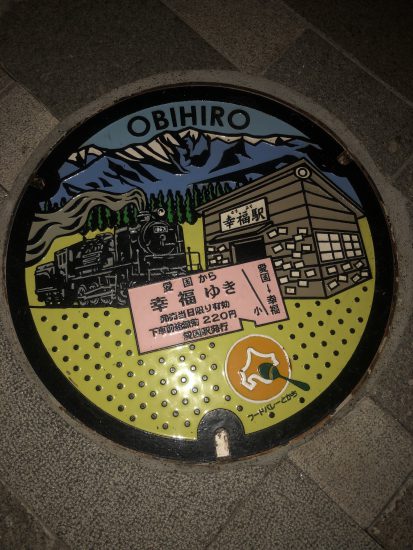 OBIHIRO
幸福駅
愛国から
幸福ゆき
発売当日限り有効
下車前途無効 220円
愛国駅発行
愛国→幸福
小
フードバレーとかち